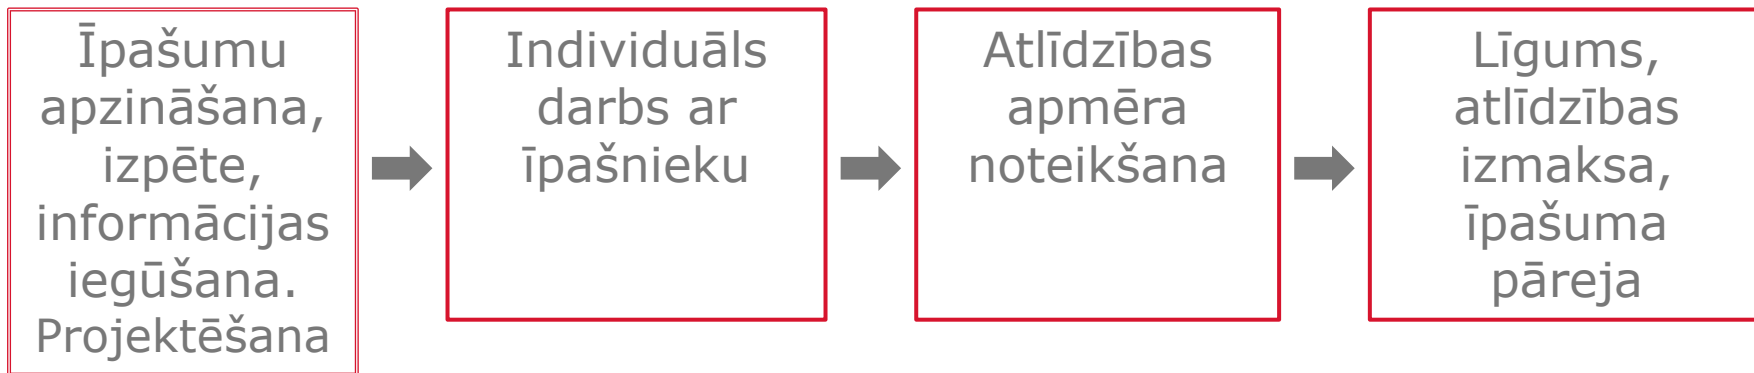 Īpašumu
apzināšana,
izpēte,
informācijas
iegūšana.
Projektēšana
Individuāls
darbs ar
īpašnieku
Atlīdzības
apmēra
noteikšana
Līgums,
atlīdzības
izmaksa,
īpašuma
pāreja